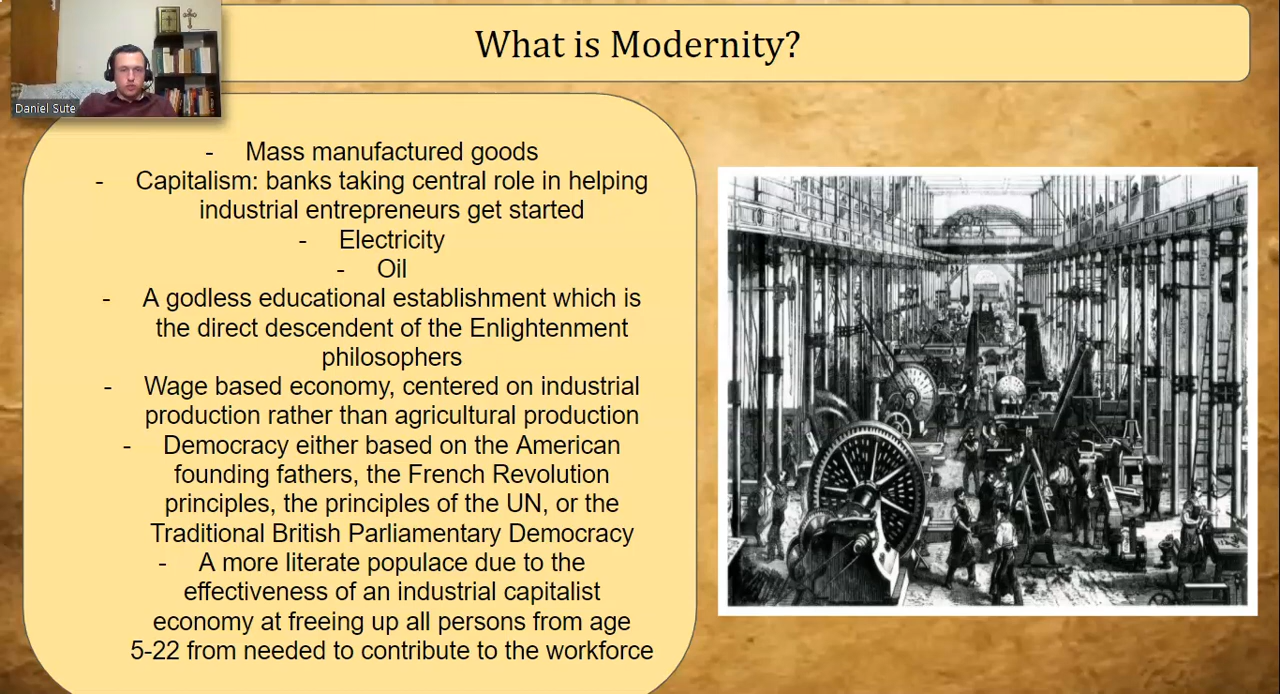 What is Modernity?
Daniel Sute
- Mass manufactured goods
- Capitalism: banks taking central role in helping
industrial entrepreneurs get started
- Electricity
- Oil
- A godless educational establishment which is
the direct descendent of the Enlightenment
philosophers
- Wage based economy, centered on industrial
production rather than agricultural production
- Democracy either based on the American
founding fathers, the French Revolution
principles, the principles of the UN, or the
Traditional British Parliamentary Democracy
- A more literate populace due to the
effectiveness of an industrial capitalist
economy at freeing up all persons from age
5-22 from needed to contribute to the workforce